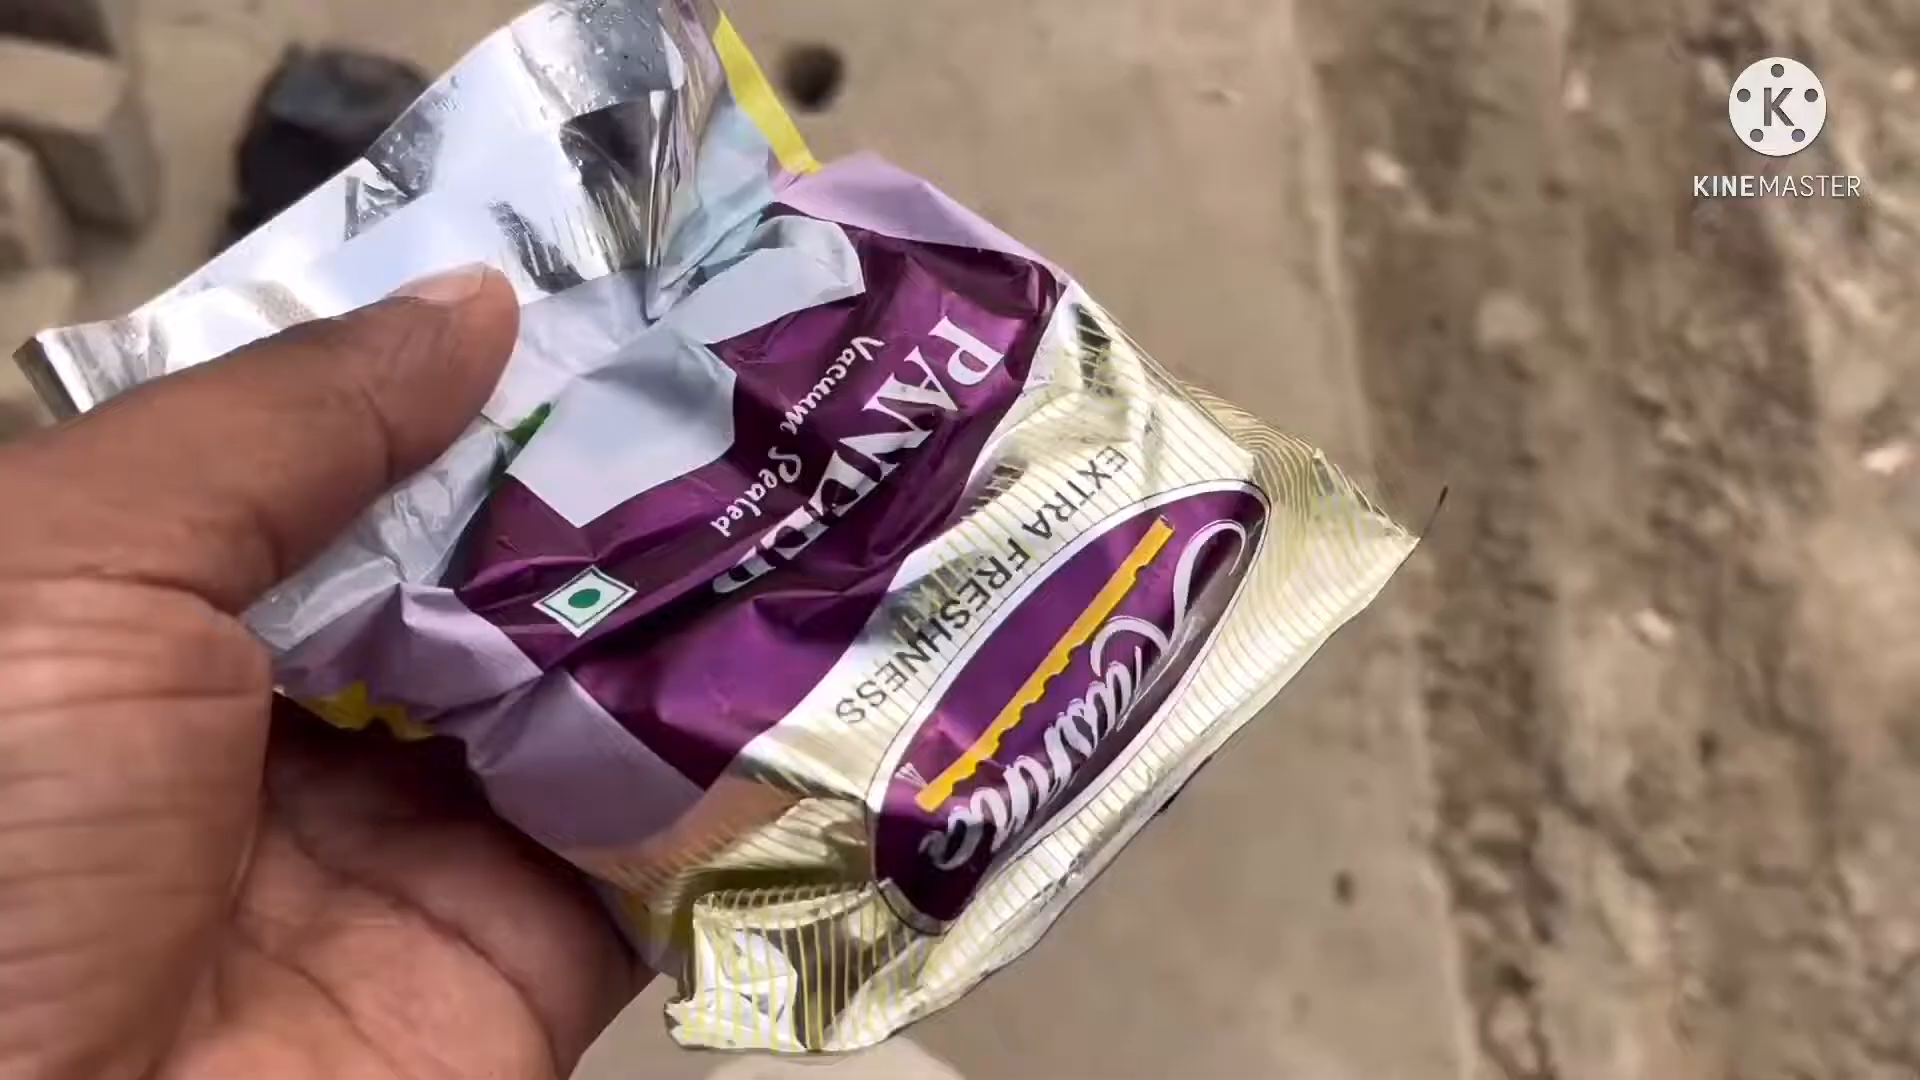 K
KINEMASTER
EXTRA FRESHNESS
PANEER
Vacuum Sealed